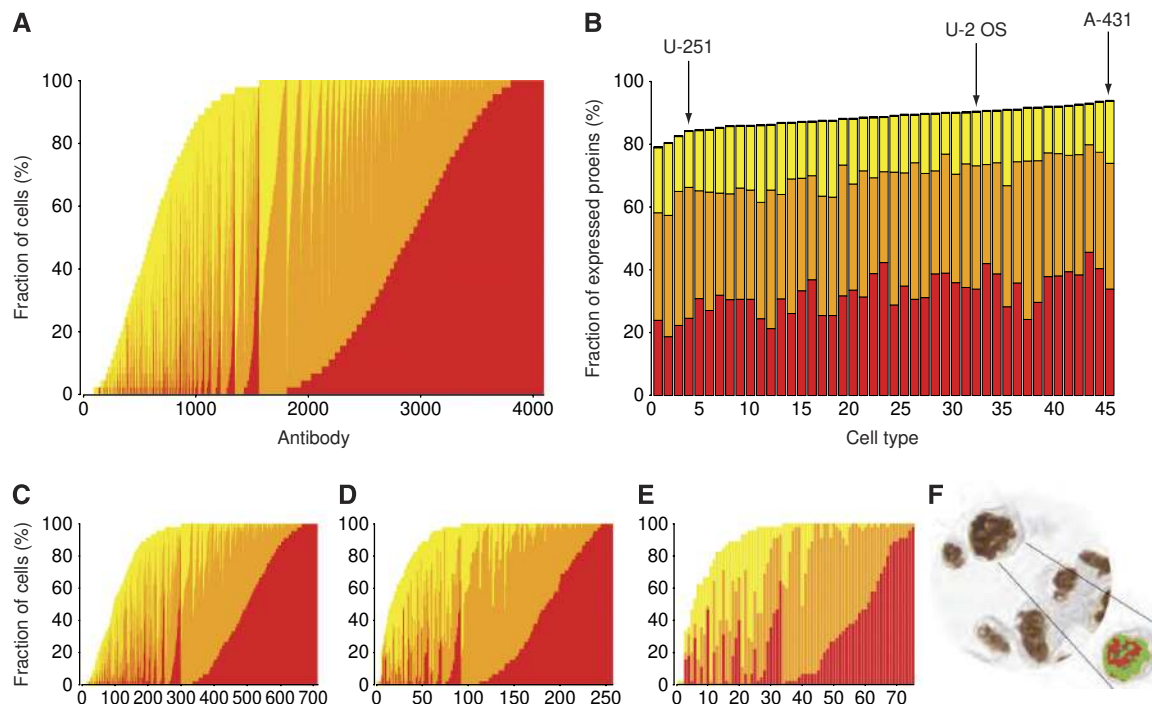 A
Fraction of cells (%)
100
80
60
40
20
0
0 1000 2000 3000 4000
Antibody
B
U-251
U-2 OS
A-431
Fraction of expressed proeins (%)
100
80
60
40
20
0
0 5 10 15 20 25 30 35 40 45
Cell type
C
Fraction of cells (%)
100
80
60
40
20
0
0 100 200 300 400 500 600 700
D
100
80
60
40
20
0
0 50 100 150 200 250
E
100
80
60
40
20
0
0 10 20 30 40 50 60 70
F